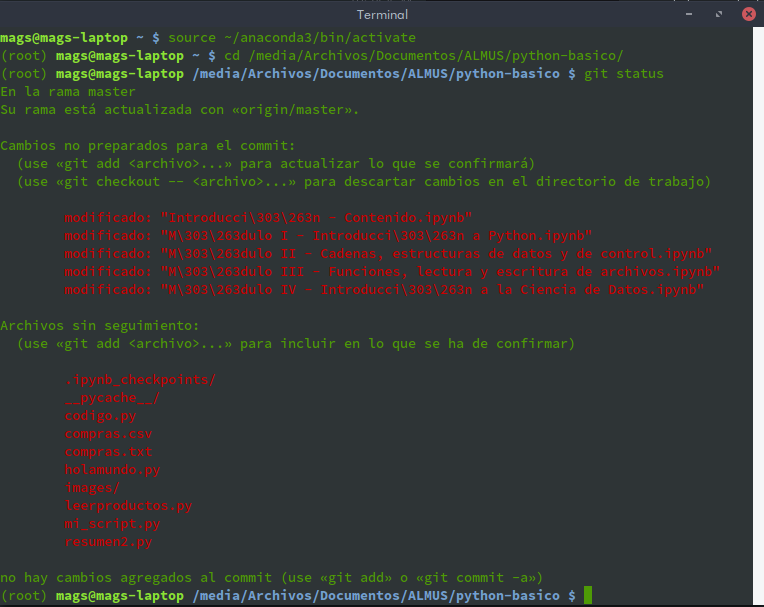 Terminal
mags@mags-laptop ~ $ source ~/anaconda3/bin/activate
(root) mags@mags-laptop ~ $ cd /media/Archivos/Documentos/ALMUS/python-basico/
(root) mags@mags-laptop /media/Archivos/Documentos/ALMUS/python-basico $ git status
En la rama master
Su rama está actualizada con «origin/master».
Cambios no preparados para el commit:
(use «git add <archivo>...» para actualizar lo que se confirmará)
(use «git checkout -- <archivo>...» para descartar cambios en el directorio de trabajo)
modificado: "Introducci\303\263n - Contenido.ipynb"
modificado: "M\303\263dulo I - Introducci\303\263n a Python.ipynb"
modificado: "M\303\263dulo II - Cadenas, estructuras de datos y de control.ipynb"
modificado: "M\303\263dulo III - Funciones, lectura y escritura de archivos.ipynb"
modificado: "M\303\263dulo IV - Introducci\303\263n a la Ciencia de Datos.ipynb"
Archivos sin seguimiento:
(use «git add <archivo>...» para incluir en lo que se ha de confirmar)
.ipynb_checkpoints/
__pycache__/
codigo.py
compras.csv
compras.txt
holamundo.py
images/
leerproductos.py
mi_script.py
resumen2.py
no hay cambios agregados al commit (use «git add» o «git commit -a»)
(root) mags@mags-laptop /media/Archivos/Documentos/ALMUS/python-basico $